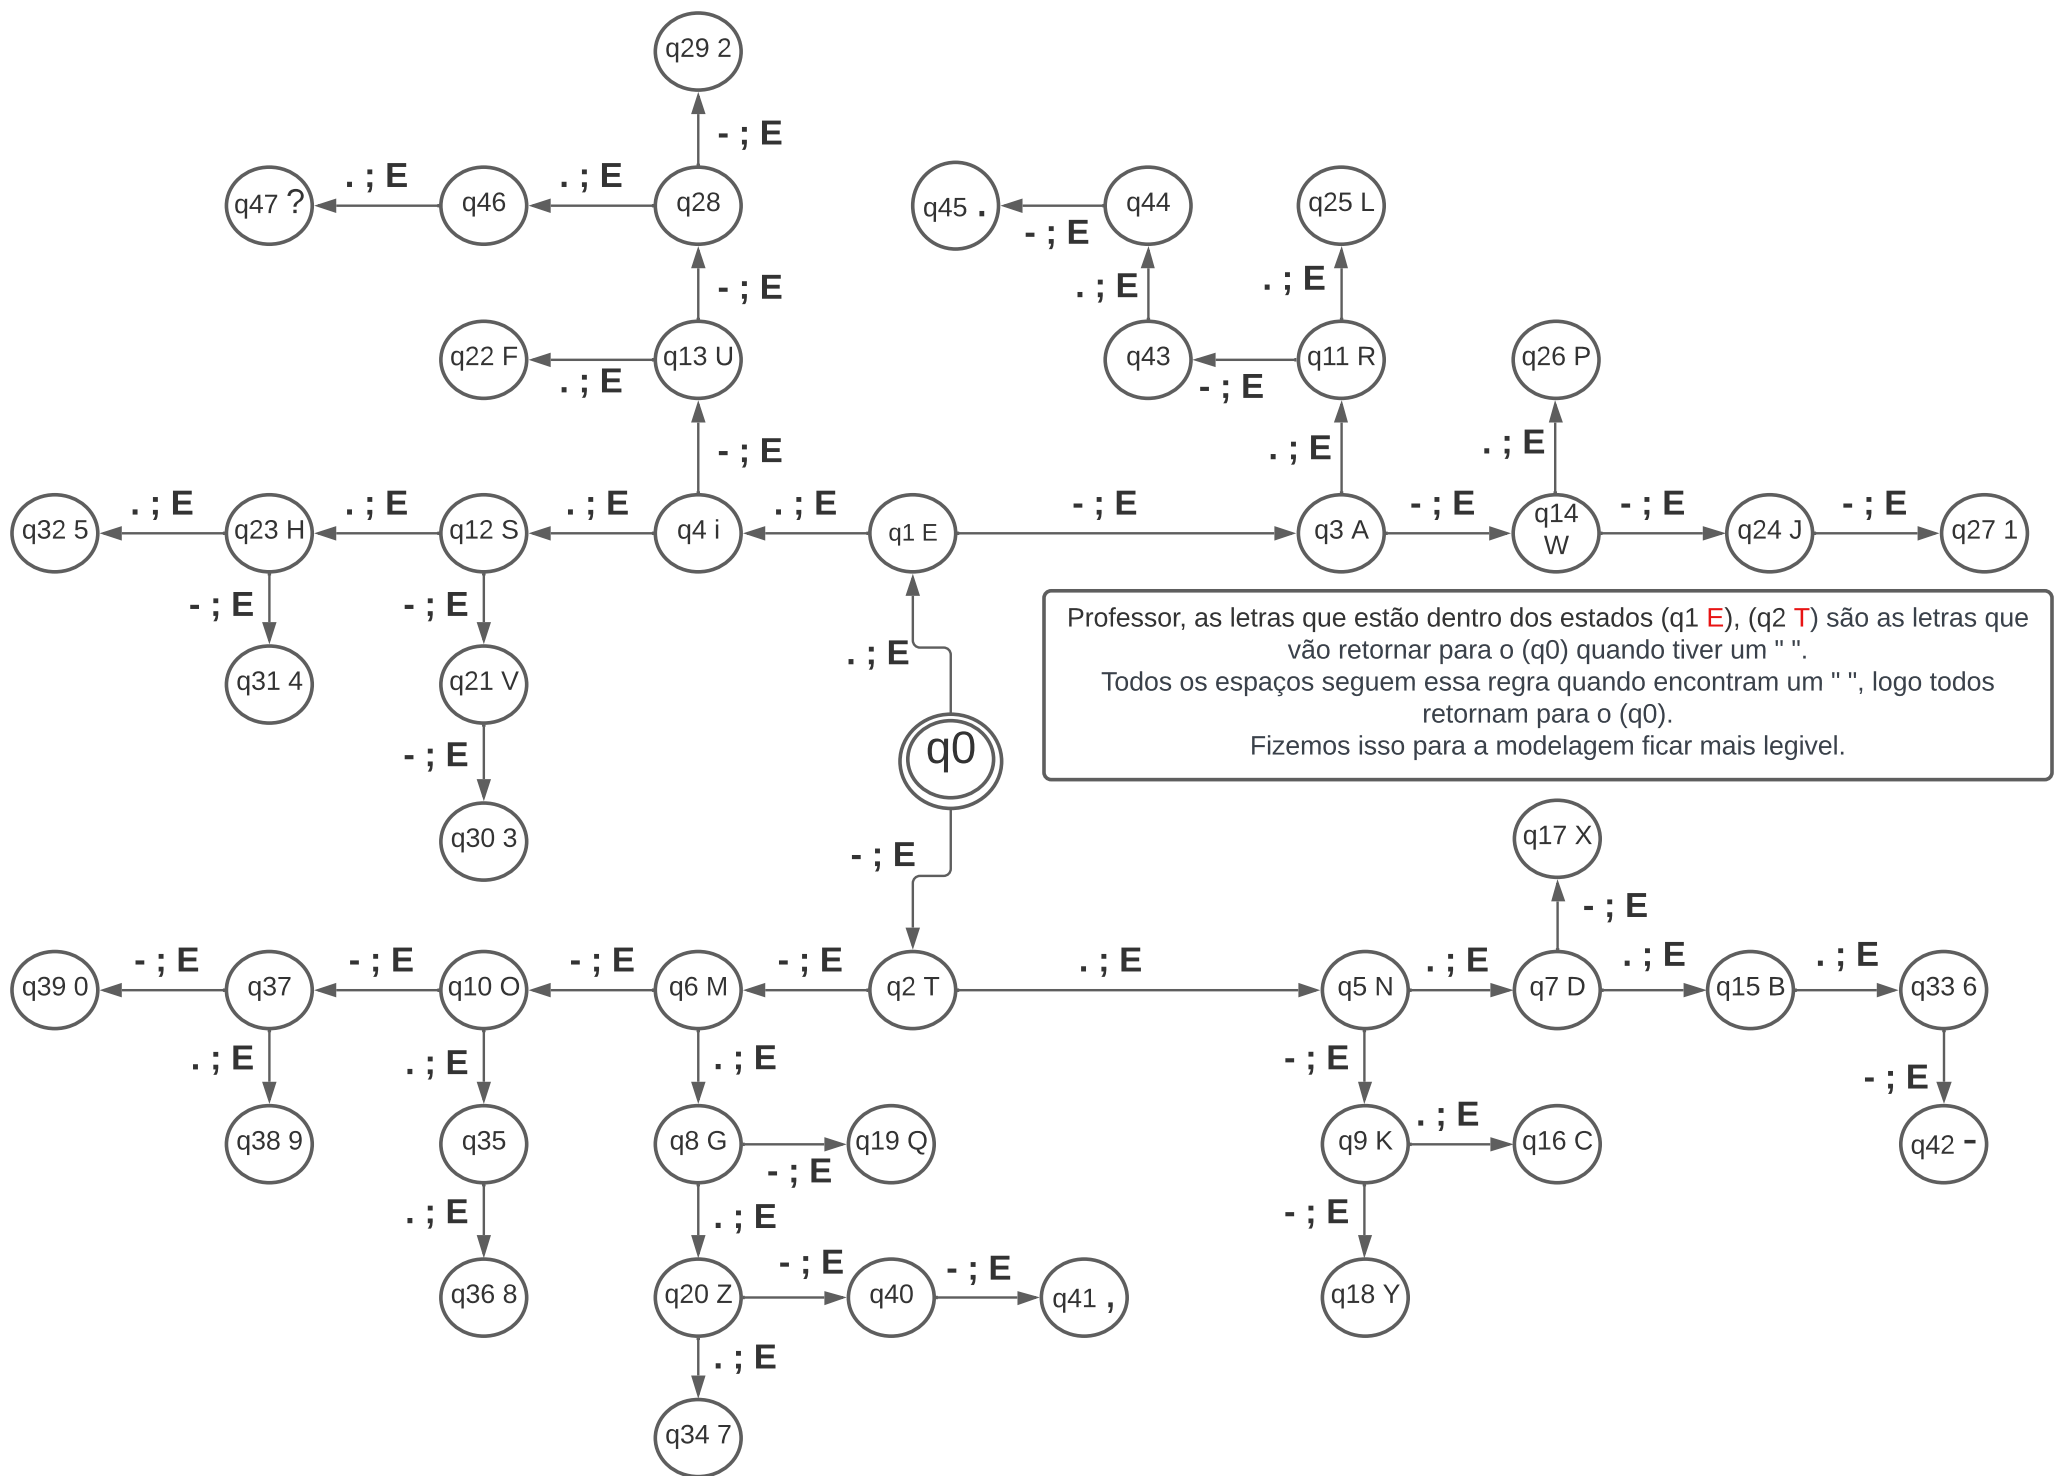 q29 2
- ; E
. ; E
. ; E
q47 ?
q46
q28
q45 .
q44
q25 L
- ; E
- ; E
. ; E
. ; E
q22 F
q13 U
q43
q11 R
q26 P
. ; E
- ; E
- ; E
. ; E
. ; E
. ; E
. ; E
. ; E
. ; E
- ; E
- ; E
- ; E
- ; E
q32 5
q23 H
q12 S
q4 i
q1 E
q3 A
q14
W
q24 J
q27 1
- ; E
- ; E
Professor, as letras que estão dentro dos estados (q1 E), (q2 T) são as letras que
vão retornar para o (q0) quando tiver um " ".
Todos os espaços seguem essa regra quando encontram um " ", logo todos
retornam para o (q0).
Fizemos isso para a modelagem ficar mais legivel.
. ; E
q31 4
q21 V
- ; E
q0
q30 3
- ; E
q17 X
- ; E
- ; E
- ; E
- ; E
- ; E
. ; E
. ; E
. ; E
. ; E
q39 0
q37
q10 O
q6 M
q2 T
q5 N
q7 D
q15 B
q33 6
. ; E
. ; E
. ; E
- ; E
- ; E
q38 9
q35
q8 G
q19 Q
- ; E
q9 K
. ; E
q16 C
q42 -
. ; E
. ; E
- ; E
q36 8
q20 Z
- ; E
q40
- ; E
q41 ,
q18 Y
. ; E
q34 7